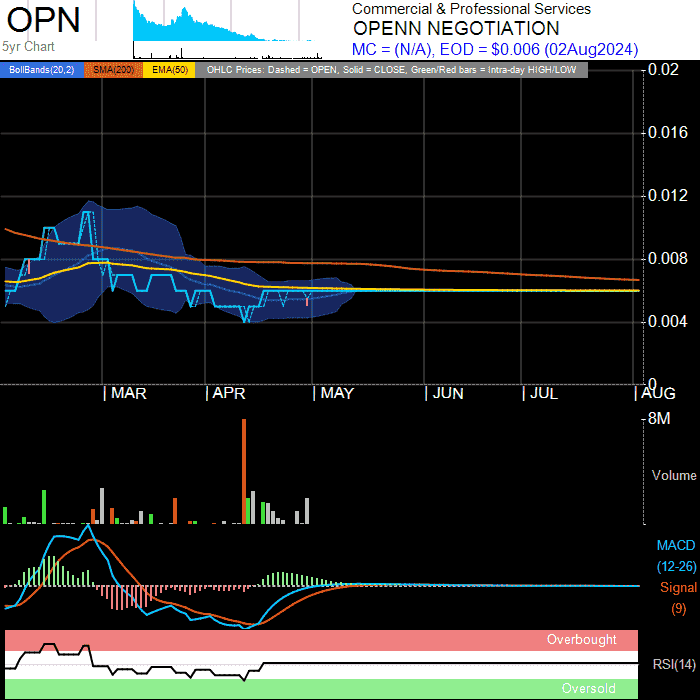 OPN
5yr Chart
Commercial & Professional Services
OPENN NEGOTIATION
MC = (N/A), EOD = $0.006 (02Aug2024)
BollBands(20,2) SMA(200) EMA(50) OHLC Prices: Dashed = OPEN, Solid = CLOSE, Green/Red bars = Intra-day HIGH/LOW
0.02
0.016
0.012
0.008
0.004
0
MAR APR MAY JUN JUL AUG
8M
Volume
MACD
(12-26)
Signal
(9)
Overbought
RSI(14)
Oversold